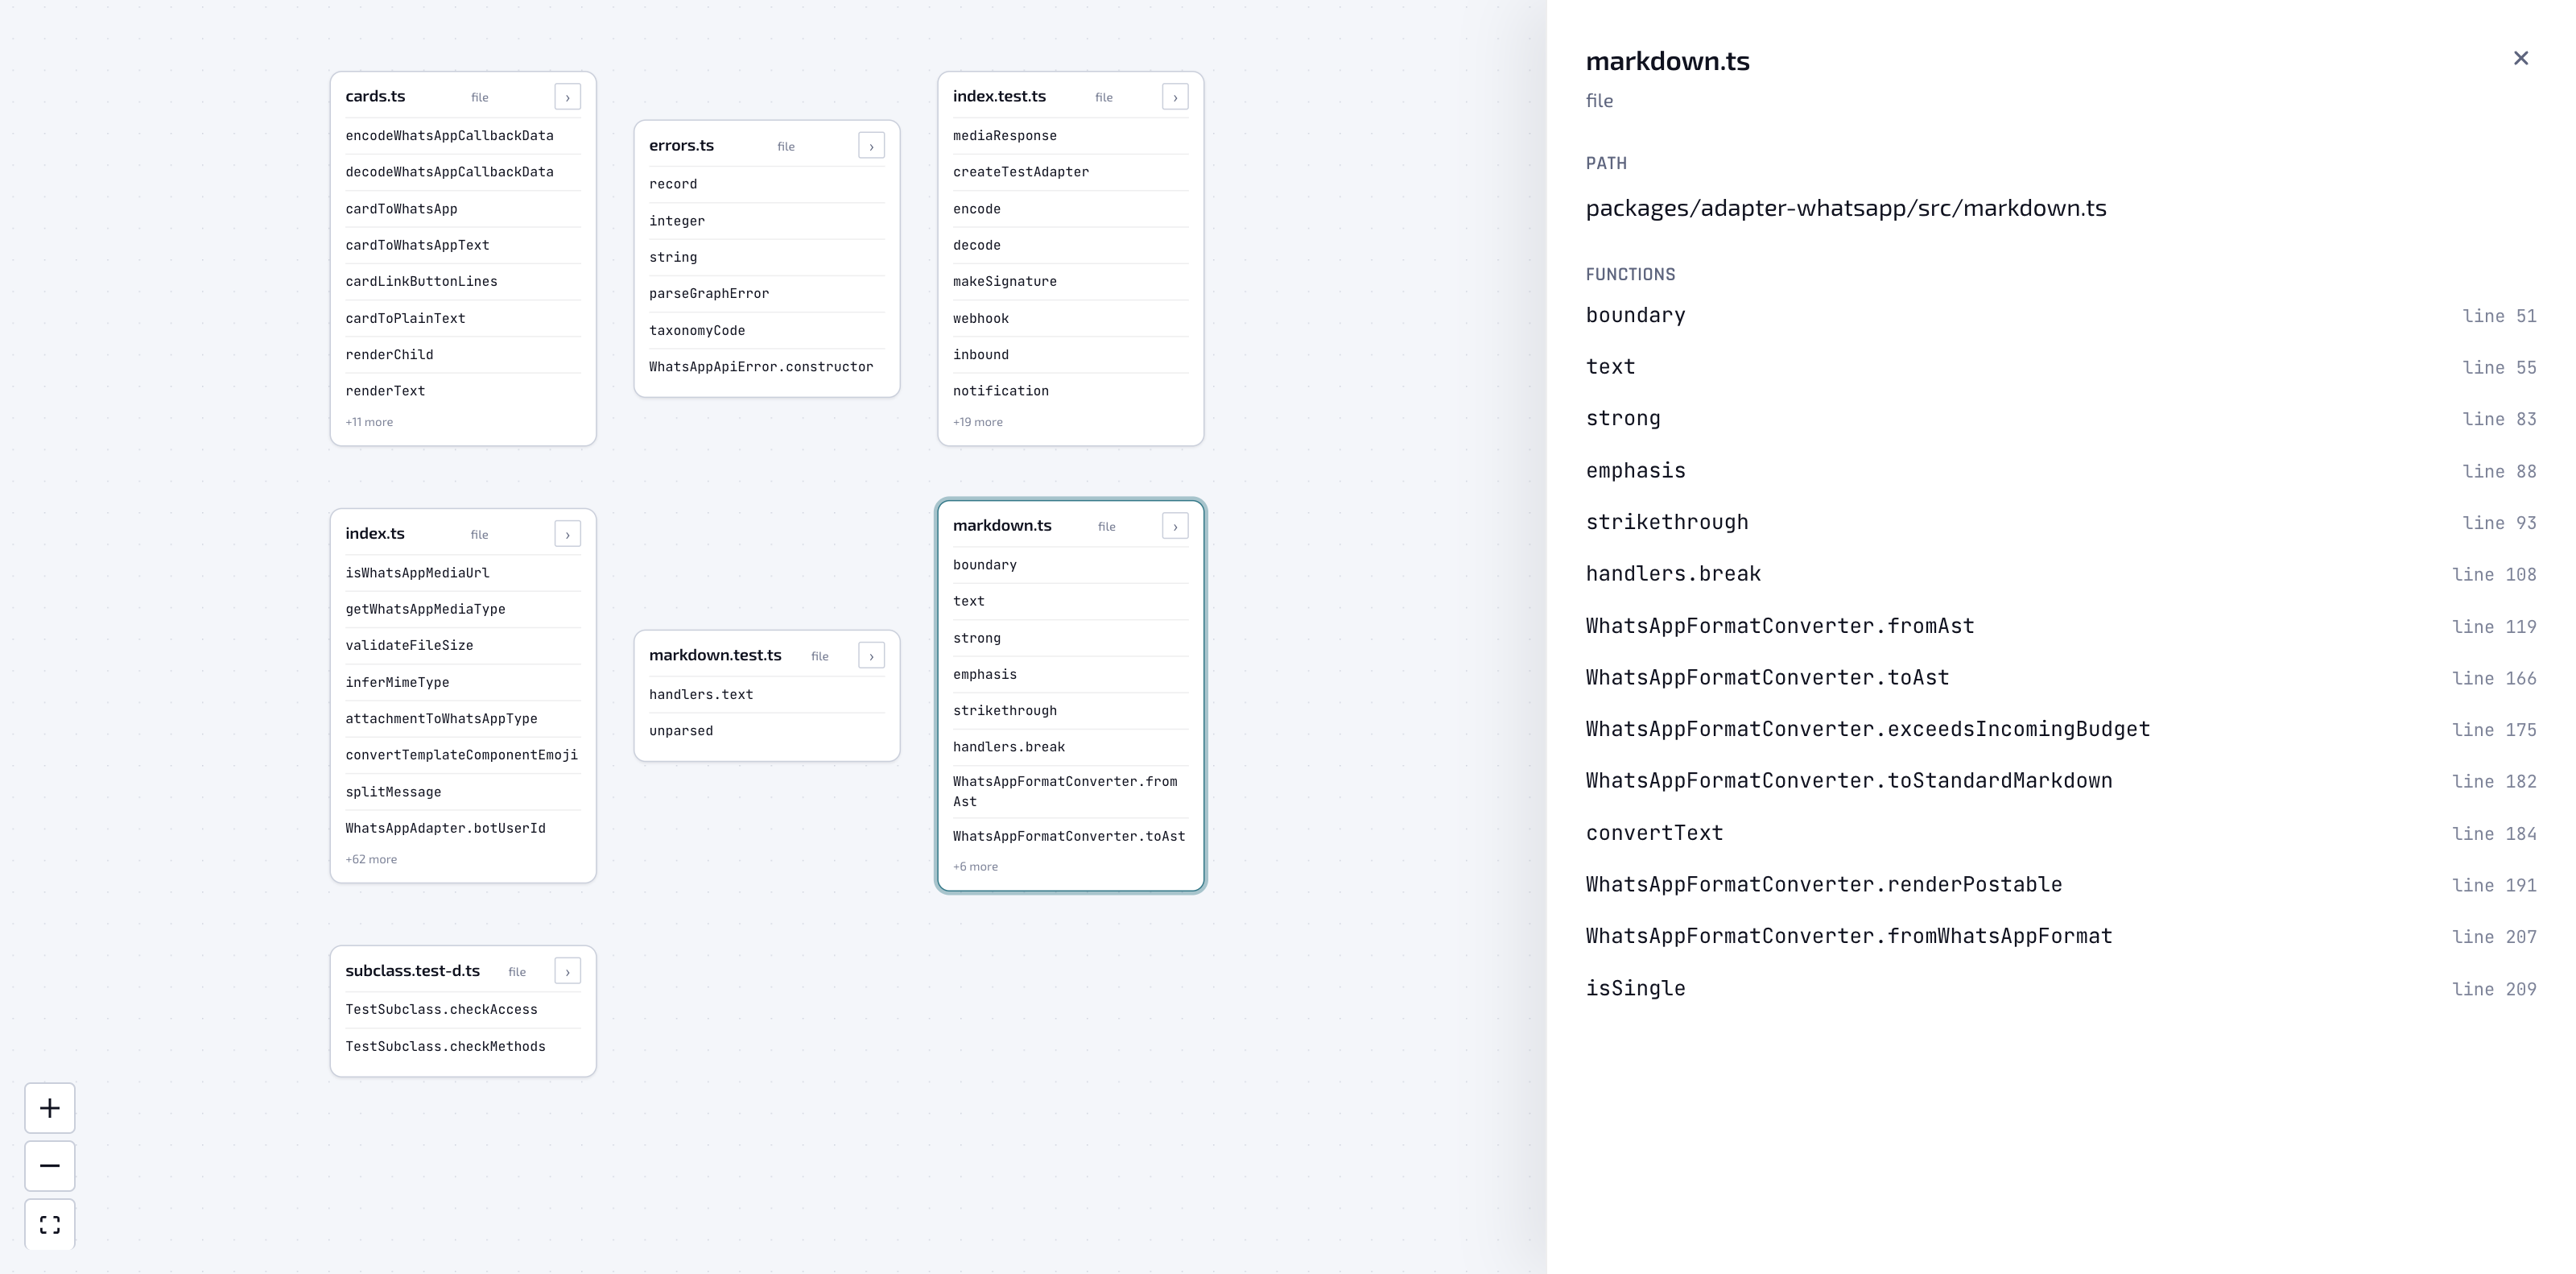 cards.ts file ›
encodeWhatsAppCallbackData
decodeWhatsAppCallbackData
cardToWhatsApp
cardToWhatsAppText
cardLinkButtonLines
cardToPlainText
renderChild
renderText
+11 more
errors.ts file ›
record
integer
string
parseGraphError
taxonomyCode
WhatsAppApiError.constructor
index.test.ts file ›
mediaResponse
createTestAdapter
encode
decode
makeSignature
webhook
inbound
notification
+19 more
index.ts file ›
isWhatsAppMediaUrl
getWhatsAppMediaType
validateFileSize
inferMimeType
attachmentToWhatsAppType
convertTemplateComponentEmoji
splitMessage
WhatsAppAdapter.botUserId
+62 more
markdown.test.ts file ›
handlers.text
unparsed
markdown.ts file ›
boundary
text
strong
emphasis
strikethrough
handlers.break
WhatsAppFormatConverter.from
Ast
WhatsAppFormatConverter.toAst
+6 more
subclass.test-d.ts file ›
TestSubclass.checkAccess
TestSubclass.checkMethods
markdown.ts
file
PATH
packages/adapter-whatsapp/src/markdown.ts
FUNCTIONS
boundary line 51
text line 55
strong line 83
emphasis line 88
strikethrough line 93
handlers.break line 108
WhatsAppFormatConverter.fromAst line 119
WhatsAppFormatConverter.toAst line 166
WhatsAppFormatConverter.exceedsIncomingBudget line 175
WhatsAppFormatConverter.toStandardMarkdown line 182
convertText line 184
WhatsAppFormatConverter.renderPostable line 191
WhatsAppFormatConverter.fromWhatsAppFormat line 207
isSingle line 209